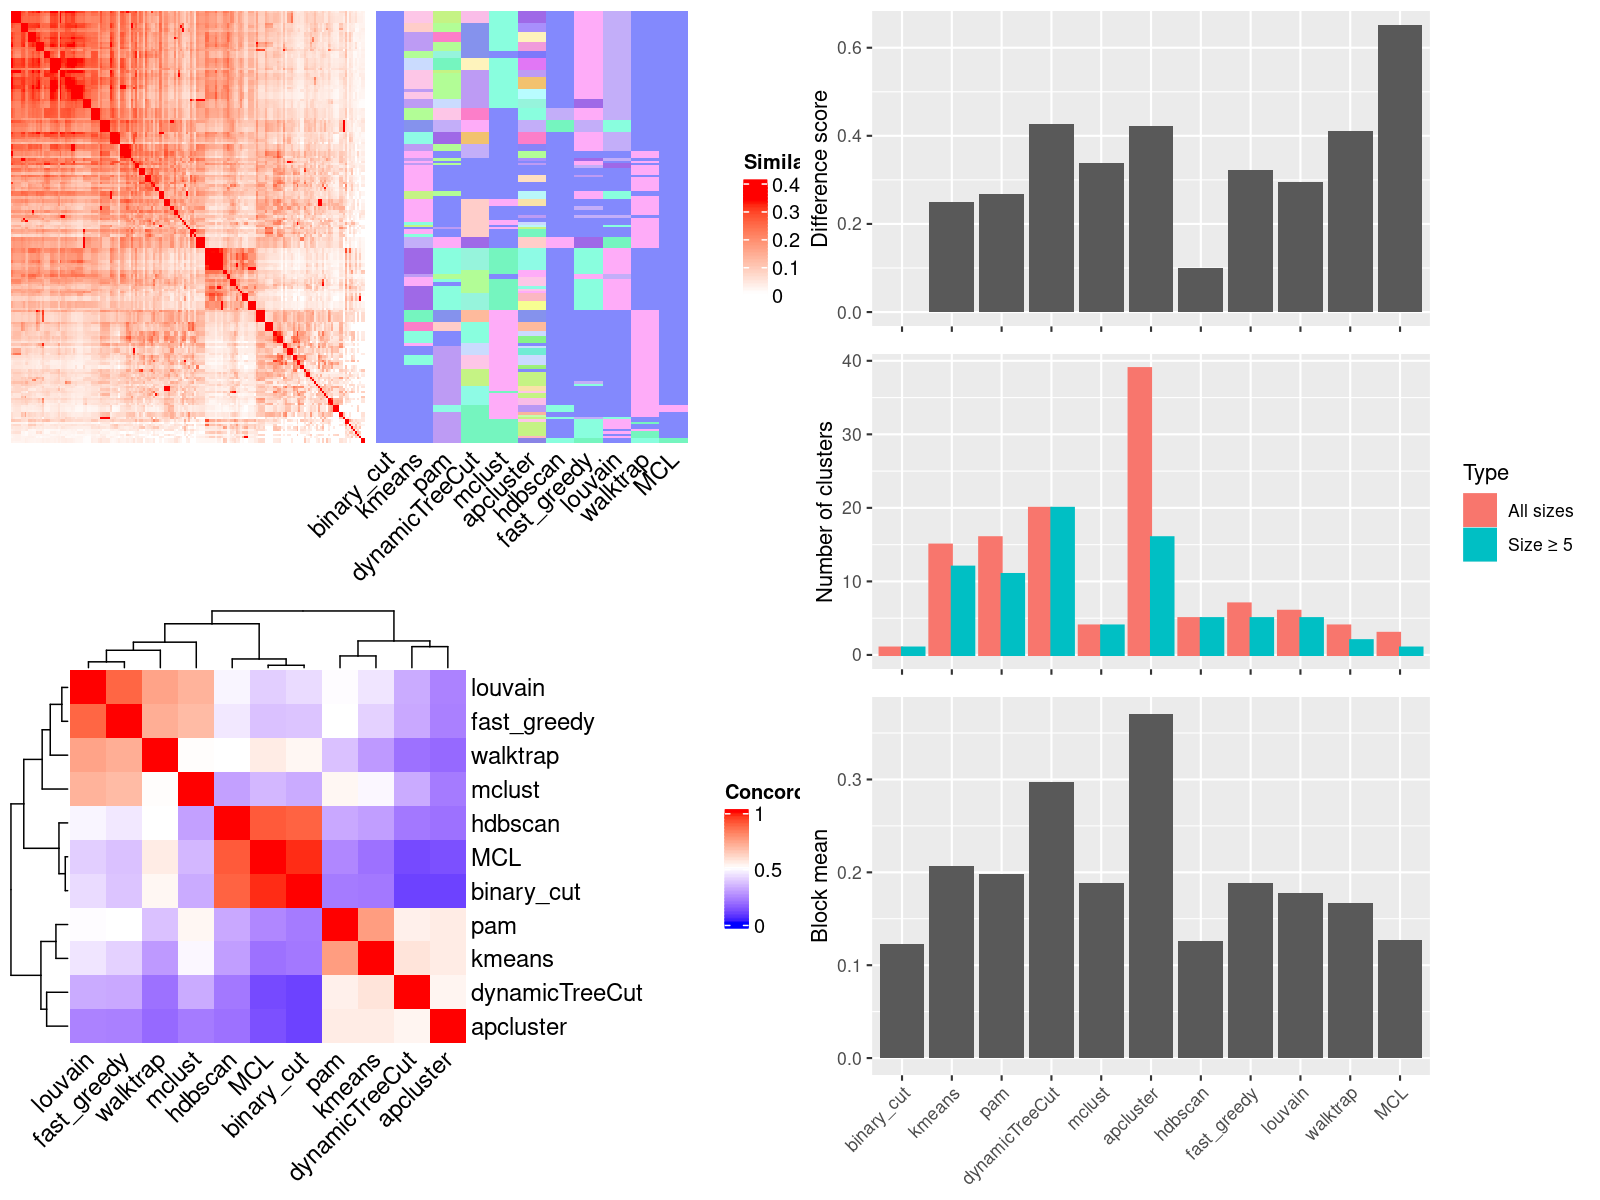 Simila
0.4
0.3
0.2
0.1
0
binary_cut
kmeans
pam
dynamicTreeCut
mclust
apcluster
hdbscan
fast_greedy
louvain
walktrap
MCL
louvain
fast_greedy
walktrap
mclust
hdbscan
MCL
binary_cut
pam
kmeans
dynamicTreeCut
apcluster
louvain
fast_greedy
walktrap
mclust
hdbscan
MCL
binary_cut
pam
kmeans
dynamicTreeCut
apcluster
Concord
1
0.5
0
Difference score
0.6
0.4
0.2
0.0
Number of clusters
40
30
20
10
0
Type
All sizes
Size ≥ 5
Block mean
0.3
0.2
0.1
0.0
binary_cut
kmeans
pam
dynamicTreeCut
mclust
apcluster
hdbscan
fast_greedy
louvain
walktrap
MCL